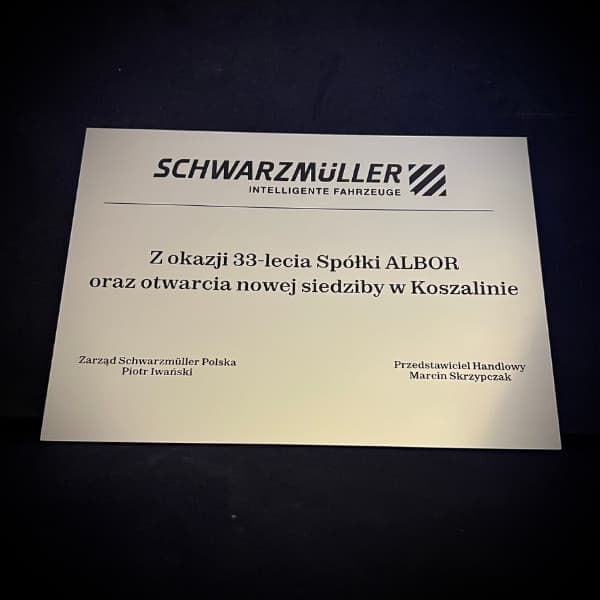 SCHWARZMÜLLER
INTELLIGENTE FAHRZEUGE
Z okazji 33-lecia Spółki ALBOR
oraz otwarcia nowej siedziby w Koszalinie
Zarząd Schwarzmüller Polska
Piotr Iwański
Przedstawiciel Handlowy
Marcin Skrzypczak